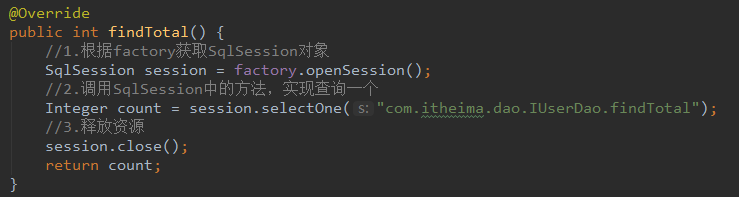 @Override
public int findTotal() {
//1.根据factory获取SqlSession对象
SqlSession session = factory.openSession();
//2.调用SqlSession中的方法，实现查询一个
Integer count = session.selectOne( s: "com.itheima.dao.IUserDao.findTotal");
//3.释放资源
session.close();
return count;
}